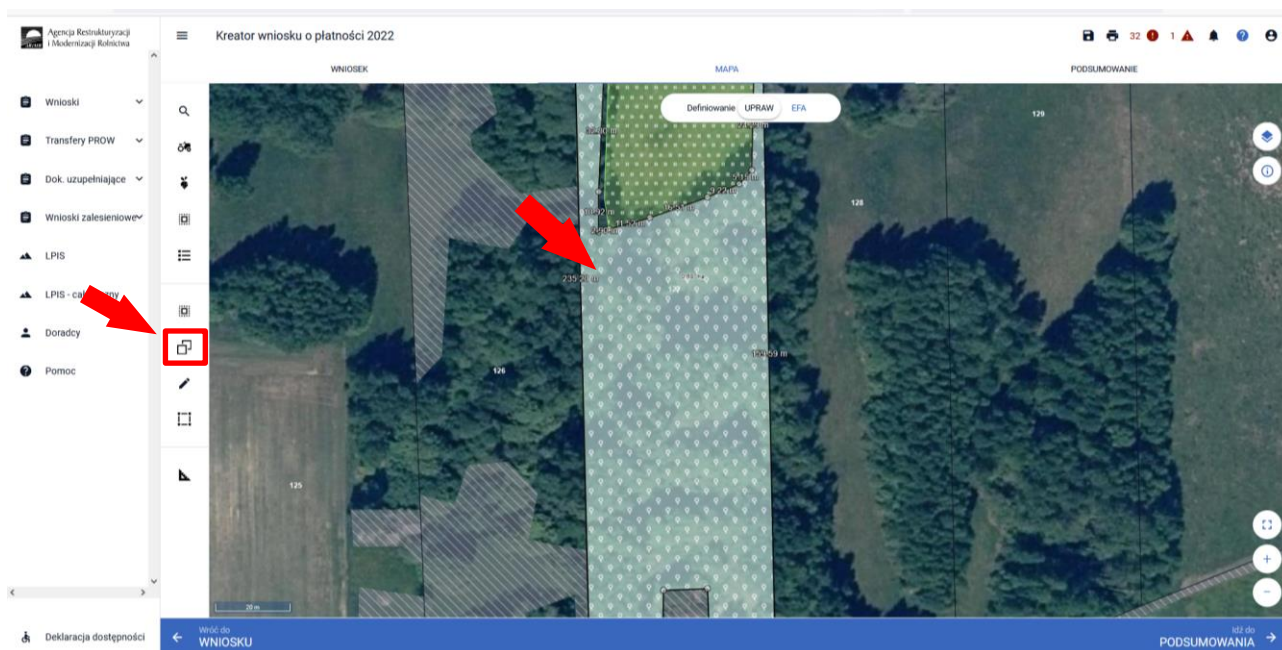 Agencja Restrukturyzacji
i Modernizacji Rolnictwa
Kreator wniosku o płatności 2022
32
1
WNIOSEK
MAPA
PODSUMOWANIE
Wnioski
Transfery PROW
Dok. uzupełniające
Wnioski zalesieniowe
LPIS
Doradcy
Pomoc
Definiowanie UPRAW EFA
129
128
126
125
20 m
Deklaracja dostępności
Wróć do
WNIOSKU
Idź do
PODSUMOWANIA